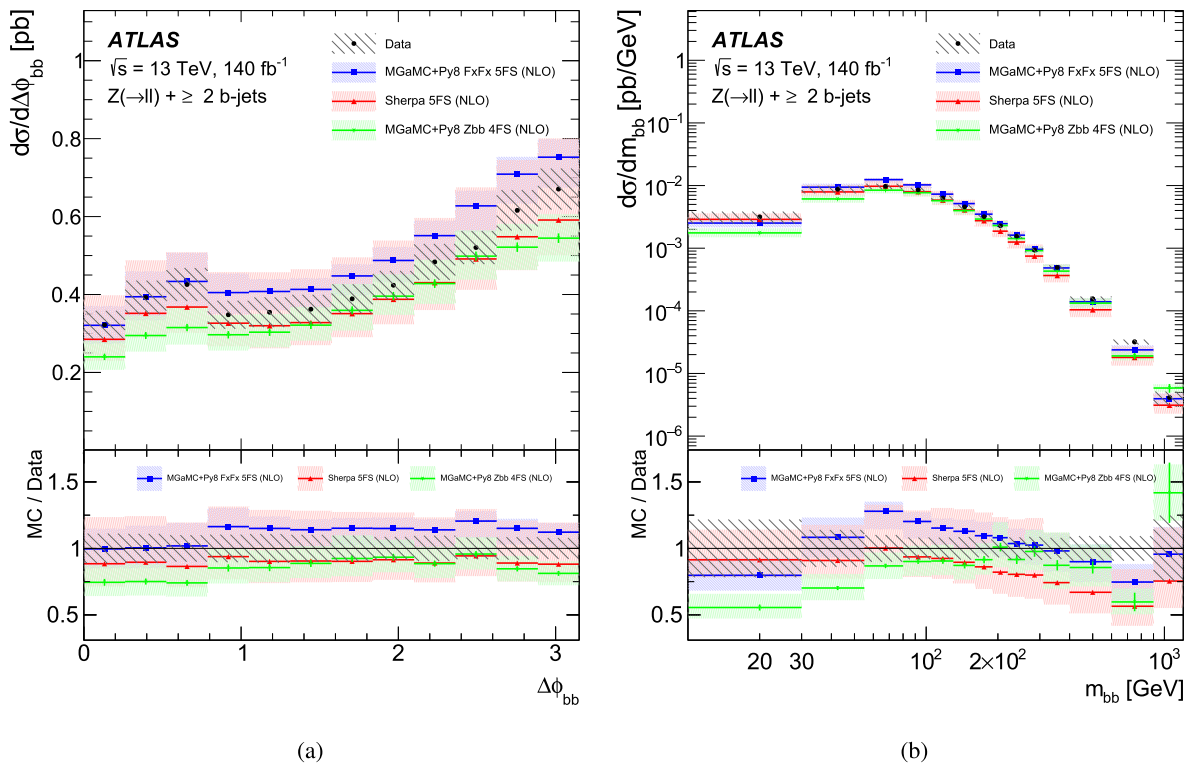 dσ/dΔϕbb [pb]
ATLAS
√s = 13 TeV, 140 fb-1
Z(→ll) + ≥ 2 b-jets
Data
MGaMC+Py8 FxFx 5FS (NLO)
Sherpa 5FS (NLO)
MGaMC+Py8 Zbb 4FS (NLO)
1
0.8
0.6
0.4
0.2
MC / Data
MGaMC+Py8 FxFx 5FS (NLO) Sherpa 5FS (NLO) MGaMC+Py8 Zbb 4FS (NLO)
1.5
1
0.5
0 1 2 3
Δϕbb
(a)
dσ/dmbb [pb/GeV]
ATLAS
√s = 13 TeV, 140 fb-1
Z(→ll) + ≥ 2 b-jets
Data
MGaMC+Py8 FxFx 5FS (NLO)
Sherpa 5FS (NLO)
MGaMC+Py8 Zbb 4FS (NLO)
1
10−1
10−2
10−3
10−4
10−5
10−6
MC / Data
MGaMC+Py8 FxFx 5FS (NLO) Sherpa 5FS (NLO) MGaMC+Py8 Zbb 4FS (NLO)
1.5
1
0.5
20 30 102 2×102 103
mbb [GeV]
(b)